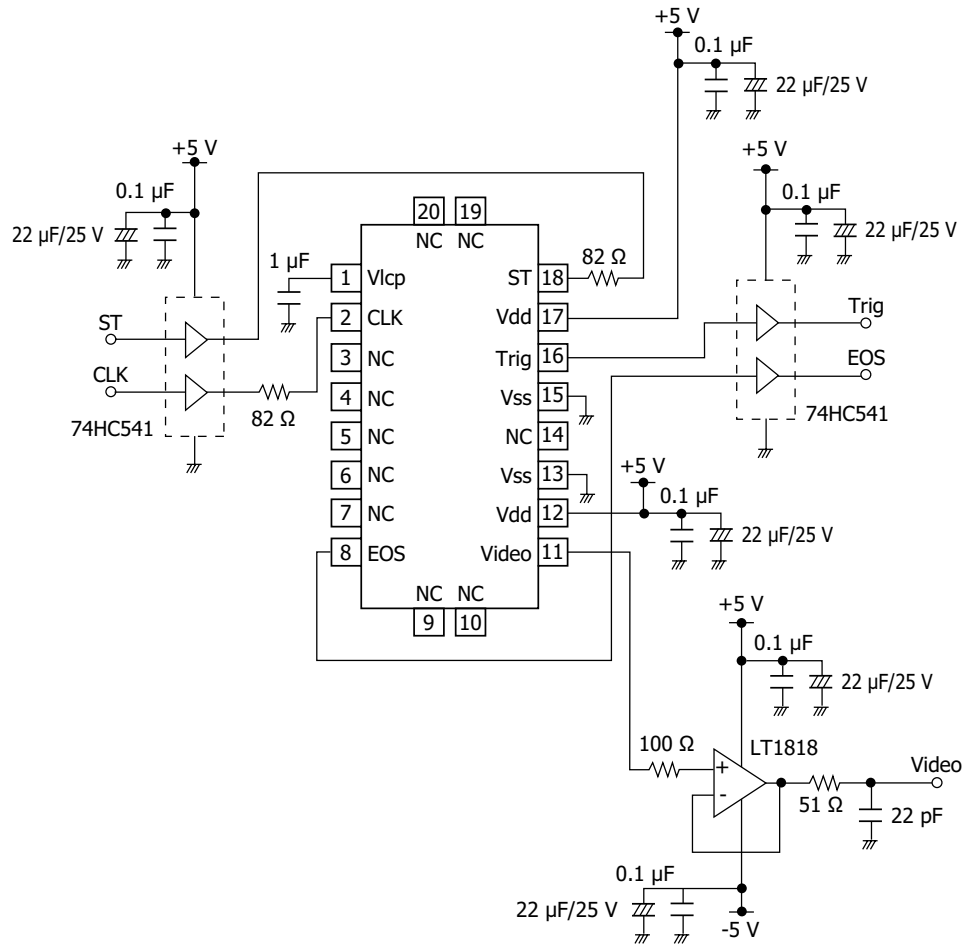 +5 V
0.1 µF
22 µF/25 V
+5 V
0.1 µF
22 µF/25 V
+5 V
0.1 µF
22 µF/25 V
20
19
NC
NC
1 µF
82 Ω
1
Vlcp
ST
18
2
CLK
Vdd
17
3
NC
Trig
16
4
NC
Vss
15
5
NC
NC
14
6
NC
Vss
13
7
NC
Vdd
12
8
EOS
Video
11
NC
NC
9
10
ST
CLK
74HC541
82 Ω
Trig
EOS
74HC541
+5 V
0.1 µF
22 µF/25 V
+5 V
0.1 µF
22 µF/25 V
100 Ω
LT1818
+
-
Video
51 Ω
22 pF
0.1 µF
22 µF/25 V
-5 V